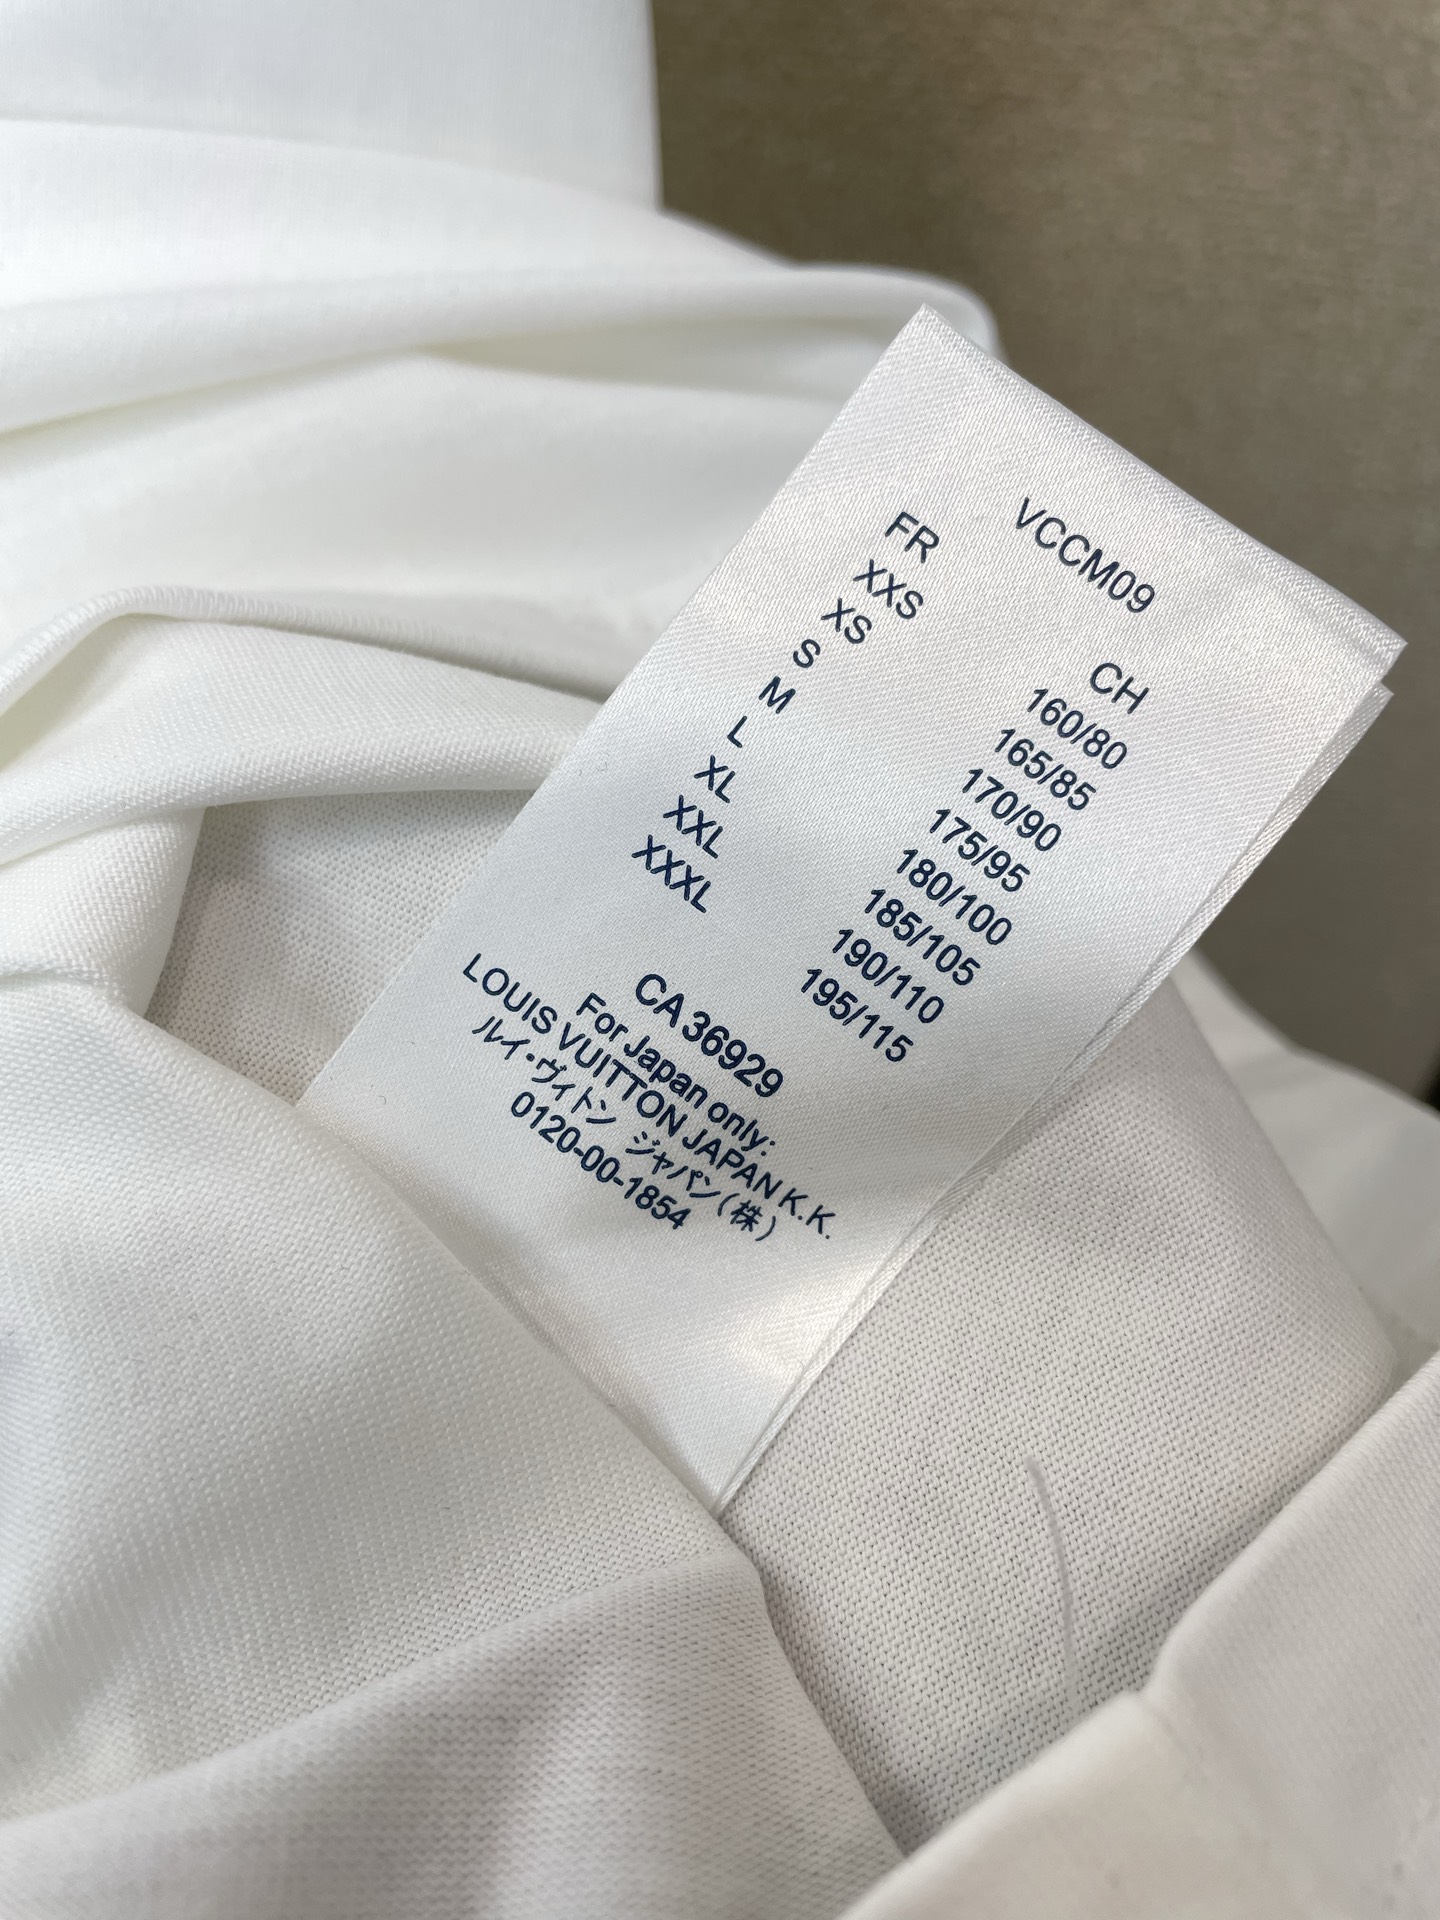 VCCM09
FR CH
XXS 160/80
XS 165/85
S 170/90
M 175/95
L 180/100
XL 185/105
XXL 190/110
XXXL 195/115
CA36929
For Japan only:
LOUIS VUITTON JAPAN K.K.
ルイ・ヴィトン ジャパン(株)
0120-00-1854